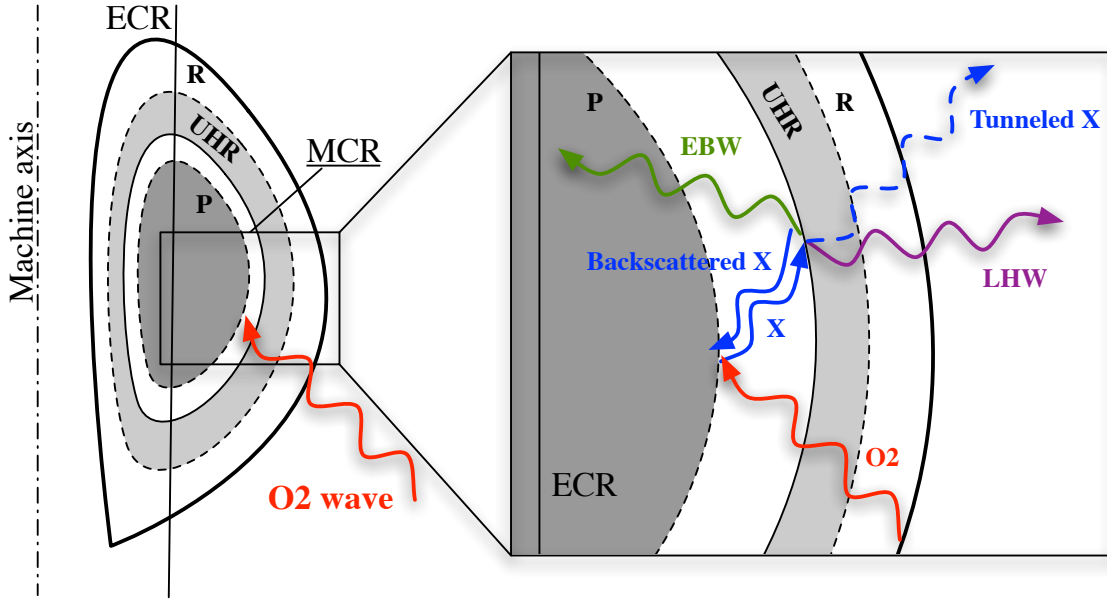 ECR
R
UHR
MCR
P
Machine axis
O2 wave
P
UHR
R
Tunneled X
EBW
Backscattered X
LHW
X
O2
ECR